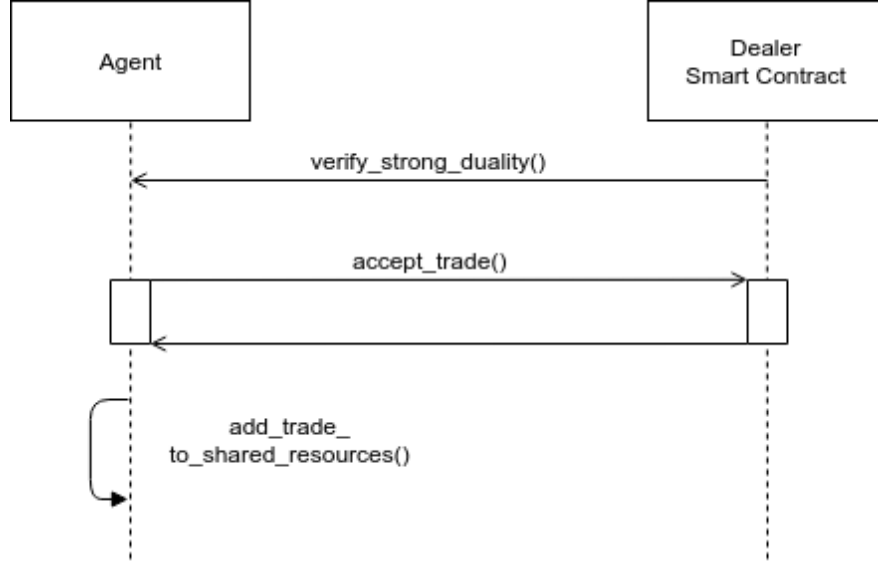 Agent
Dealer
Smart Contract
verify_strong_duality()
accept_trade()
add_trade_
to_shared_resources()